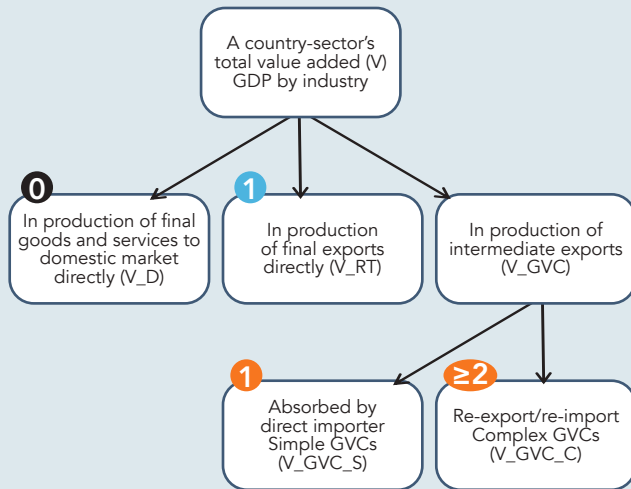 A country-sector's
total value added (V)
GDP by industry
0
In production of final
goods and services to
domestic market
directly (V_D)
1
In production
of final exports
directly (V_RT)
In production of
intermediate exports
(V_GVC)
1
Absorbed by
direct importer
Simple GVCs
(V_GVC_S)
≥2
Re-export/re-import
Complex GVCs
(V_GVC_C)